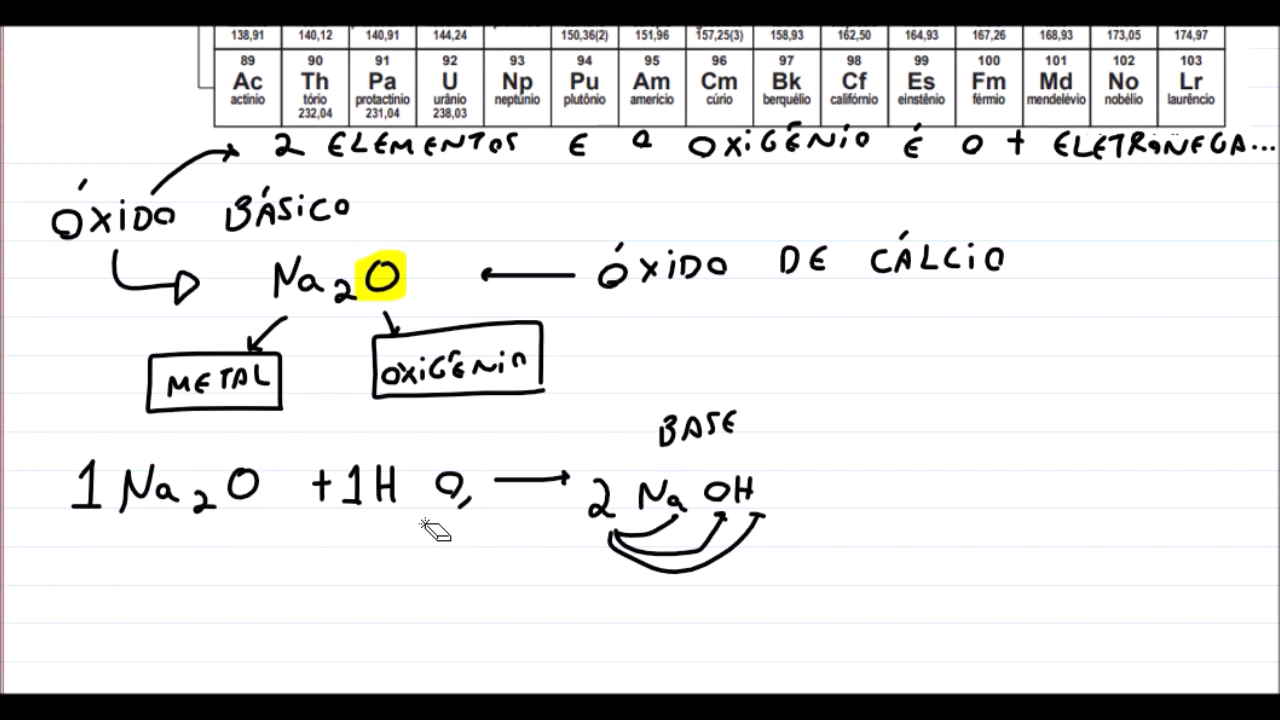 138,91 140,12 140,91 144,24 150,36(2) 151,96 157,25(3) 158,93 162,50 164,93 167,26 168,93 173,05 174,97
89 90 91 92 93 94 95 96 97 98 99 100 101 102 103
Ac Th Pa U Np Pu Am Cm Bk Cf Es Fm Md No Lr
actínio tório protactínio urânio neptúnio plutônio amerício cúrio berquélio califórnio einstênio férmio mendelévio nobélio laurêncio
232,04 231,04 238,03
2 ELEMENTOS E O OXIGÊNIO É O + ELETRONEGA...
ÓXIDO BÁSICO
Na2O ÓXIDO DE CÁLCIO
METAL OXIGÊNIO
BASE
1 Na2O + 1H O, → 2 NaOH